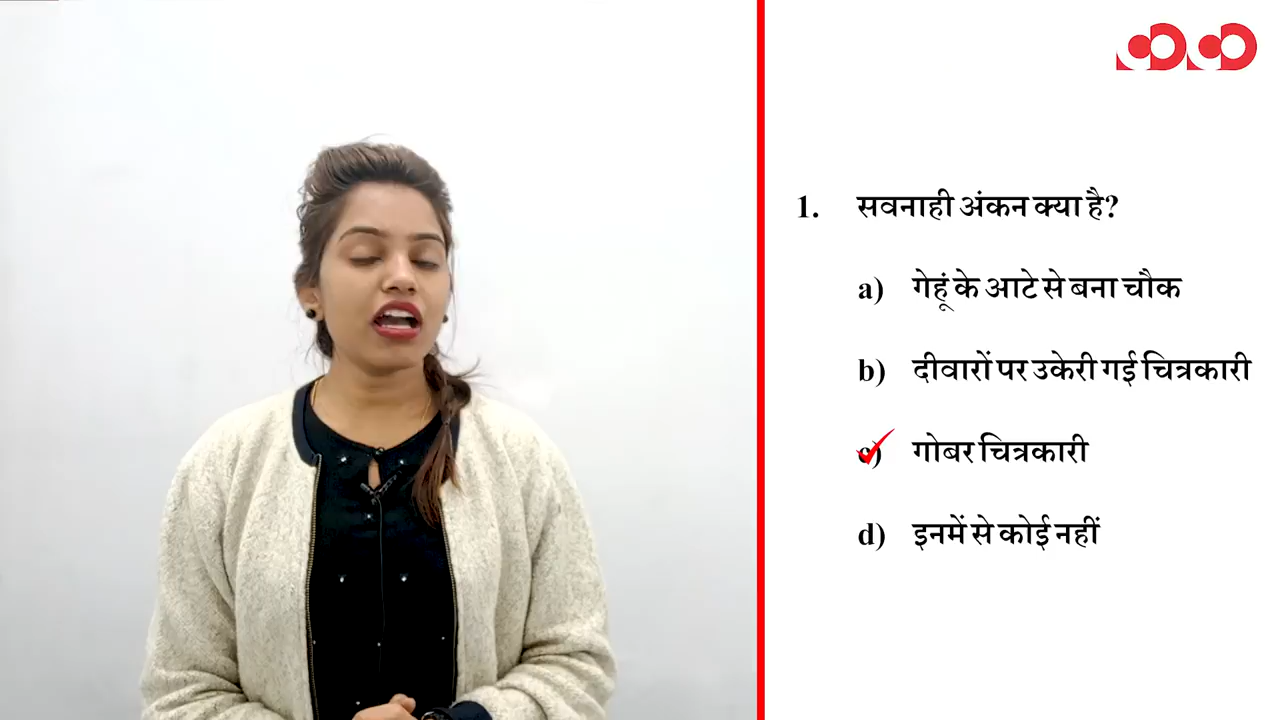 1. सवनाही अंकन क्या है?
a) गेहूं के आटे से बना चौक
b) दीवारों पर उकेरी गई चित्रकारी
c) गोबर चित्रकारी
d) इनमें से कोई नहीं